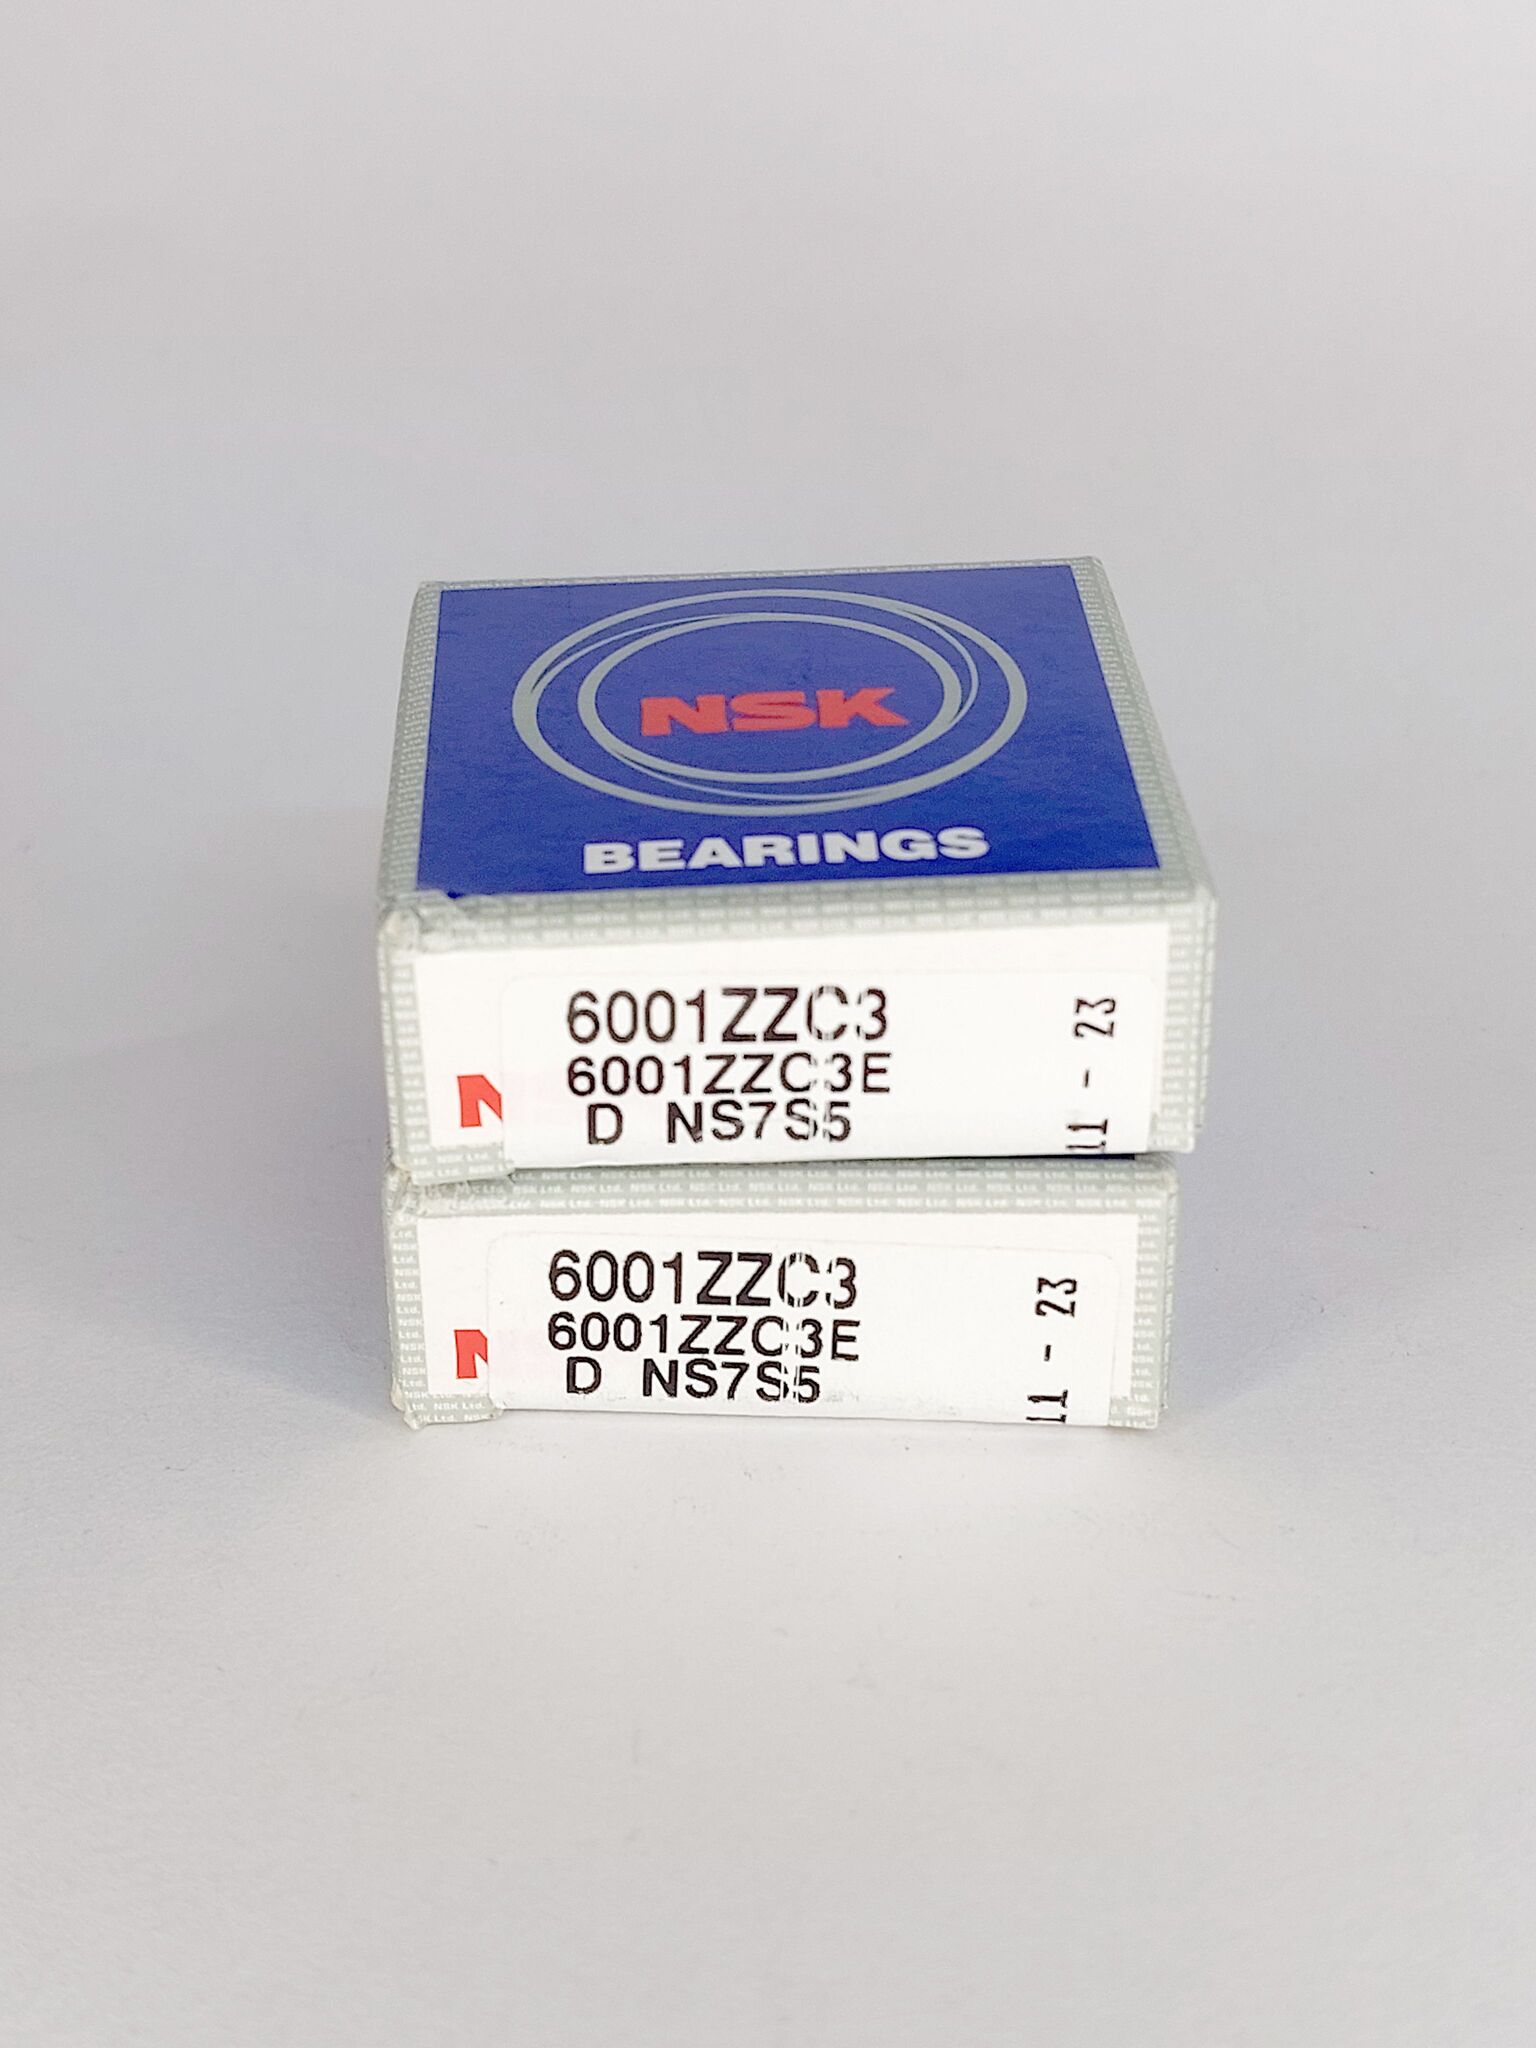 NSK
BEARINGS
6001ZZC3
6001ZZC3E
D NS7S5
11 - 23
N
6001ZZC3
6001ZZC3E
D NS7S5
11 - 23
N